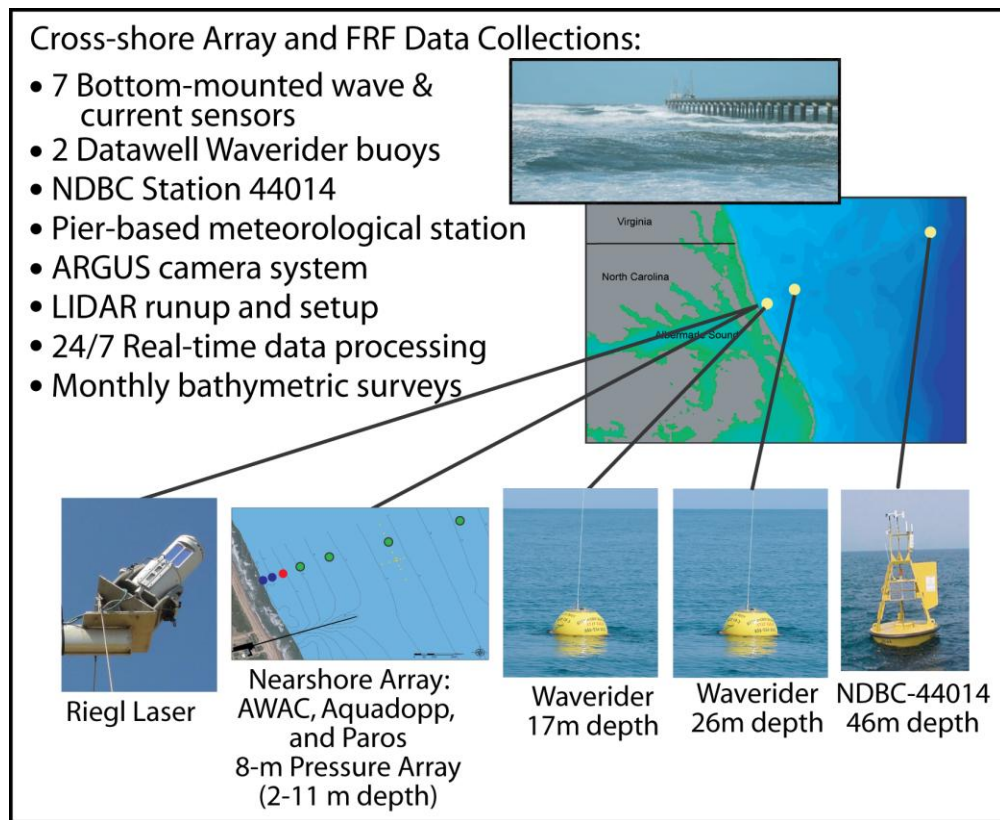 Cross-shore Array and FRF Data Collections:
• 7 Bottom-mounted wave &
current sensors
• 2 Datawell Waverider buoys
• NDBC Station 44014
• Pier-based meteorological station
• ARGUS camera system
• LIDAR runup and setup
• 24/7 Real-time data processing
• Monthly bathymetric surveys
Virginia
North Carolina
Albermarle Sound
Riegl Laser
Nearshore Array:
AWAC, Aquadopp,
and Paros
8-m Pressure Array
(2-11 m depth)
Waverider
17m depth
Waverider
26m depth
NDBC-44014
46m depth